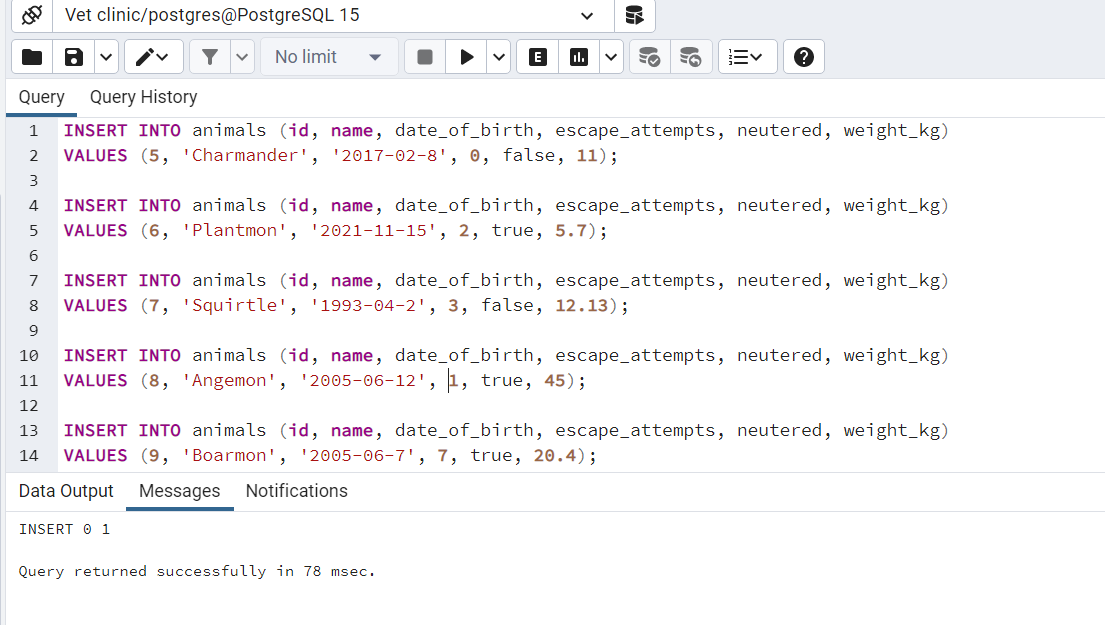 Vet clinic/postgres@PostgreSQL 15
No limit
E
Query Query History
1 INSERT INTO animals (id, name, date_of_birth, escape_attempts, neutered, weight_kg)
2 VALUES (5, 'Charmander', '2017-02-8', 0, false, 11);
3
4 INSERT INTO animals (id, name, date_of_birth, escape_attempts, neutered, weight_kg)
5 VALUES (6, 'Plantmon', '2021-11-15', 2, true, 5.7);
6
7 INSERT INTO animals (id, name, date_of_birth, escape_attempts, neutered, weight_kg)
8 VALUES (7, 'Squirtle', '1993-04-2', 3, false, 12.13);
9
10 INSERT INTO animals (id, name, date_of_birth, escape_attempts, neutered, weight_kg)
11 VALUES (8, 'Angemon', '2005-06-12', 1, true, 45);
12
13 INSERT INTO animals (id, name, date_of_birth, escape_attempts, neutered, weight_kg)
14 VALUES (9, 'Boarmon', '2005-06-7', 7, true, 20.4);
Data Output Messages Notifications
INSERT 0 1
Query returned successfully in 78 msec.